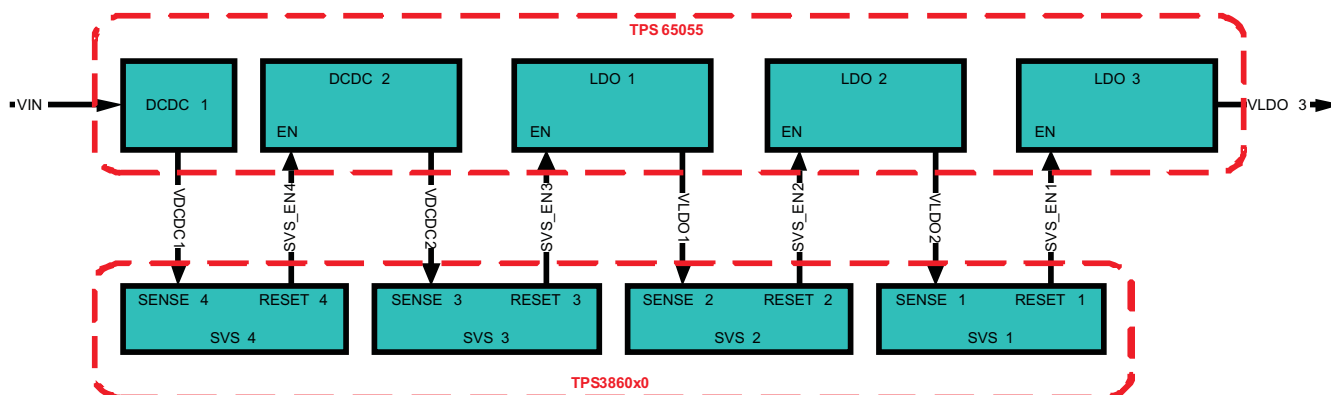 TPS 65055
DCDC 1
DCDC 2
LDO 1
LDO 2
LDO 3
VIN
VLDO 3
EN
EN
EN
EN
VDCDC1
SVS_EN4
VDCDC2
SVS_EN3
VLDO1
SVS_EN2
VLDO2
SVS_EN1
SENSE 4 RESET 4
SVS 4
SENSE 3 RESET 3
SVS 3
SENSE 2 RESET 2
SVS 2
SENSE 1 RESET 1
SVS 1
TPS3860x0